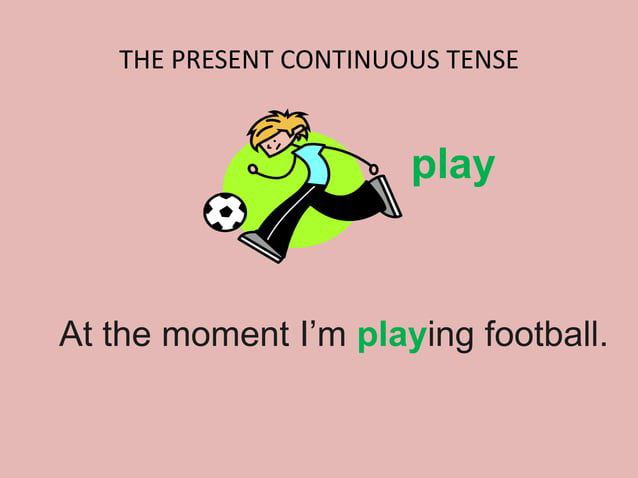 THE PRESENT CONTINUOUS TENSE
play
At the moment I’m playing football.